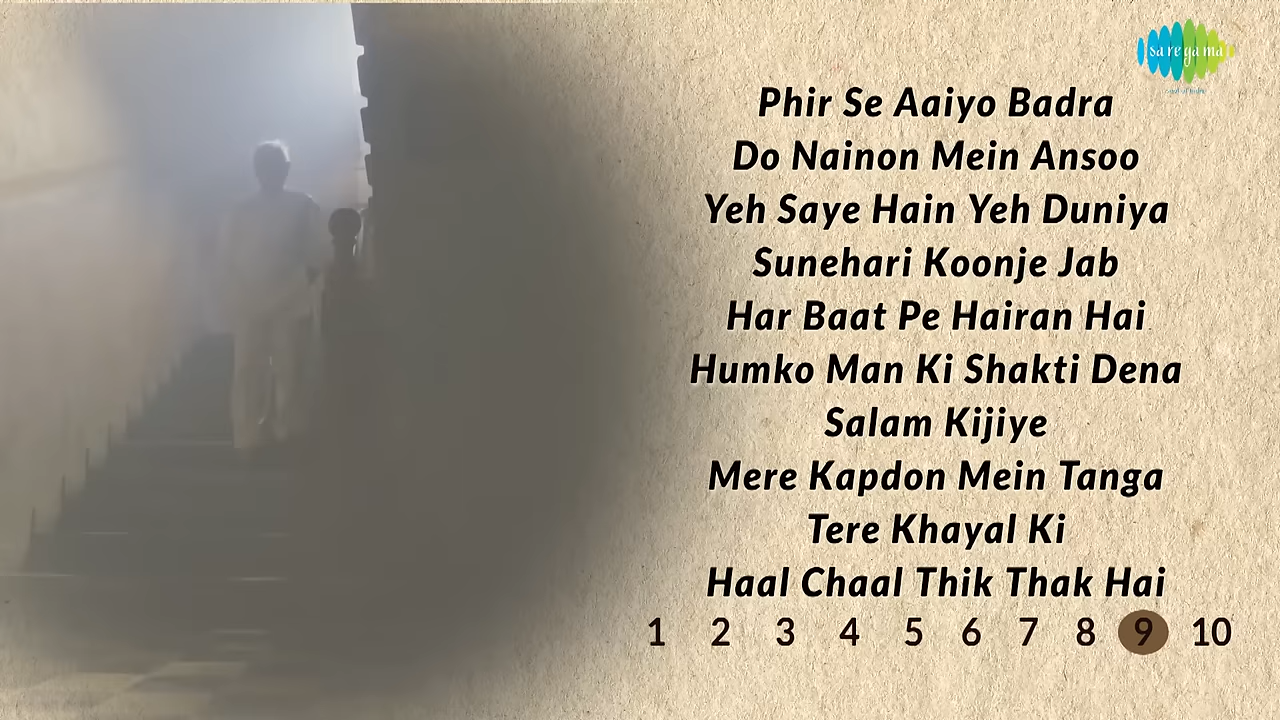 sa re ga ma
Phir Se Aaiyo Badra
Do Nainon Mein Ansoo
Yeh Saye Hain Yeh Duniya
Sunehari Koonje Jab
Har Baat Pe Hairan Hai
Humko Man Ki Shakti Dena
Salam Kijiye
Mere Kapdon Mein Tanga
Tere Khayal Ki
Haal Chaal Thik Thak Hai
1 2 3 4 5 6 7 8 9 10